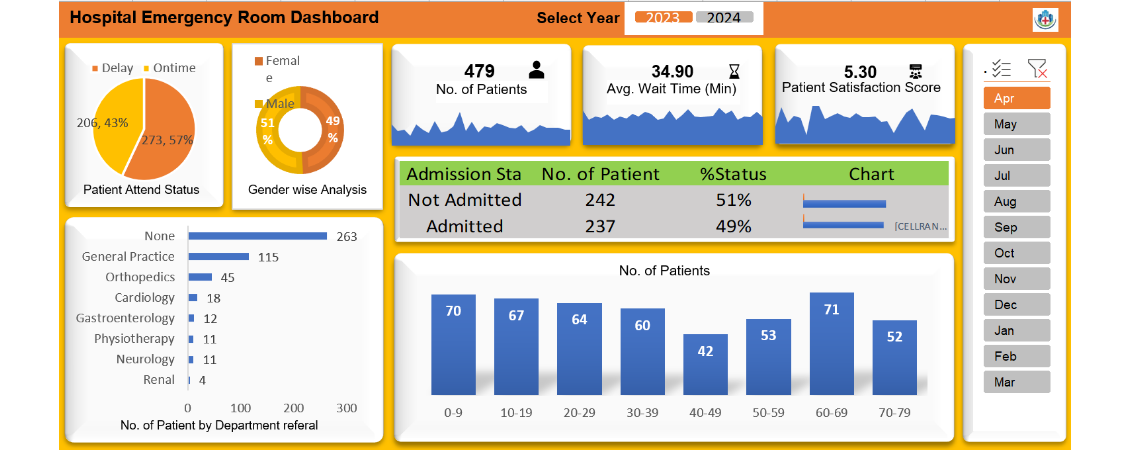 Hospital Emergency Room Dashboard
Select Year
2023
2024
Delay
Ontime
206, 43%
273, 57%
Patient Attend Status
Femal
e
Male
51
%
49
%
Gender wise Analysis
479
No. of Patients
34.90
Avg. Wait Time (Min)
5.30
Patient Satisfaction Score
Admission Sta No. of Patient %Status Chart
Not Admitted 242 51%
Admitted 237 49%
[CELLRAN...
None 263
General Practice 115
Orthopedics 45
Cardiology 18
Gastroenterology 12
Physiotherapy 11
Neurology 11
Renal 4
0 100 200 300
No. of Patient by Department referal
No. of Patients
70 67 64 60 42 53 71 52
0-9 10-19 20-29 30-39 40-49 50-59 60-69 70-79
Apr
May
Jun
Jul
Aug
Sep
Oct
Nov
Dec
Jan
Feb
Mar